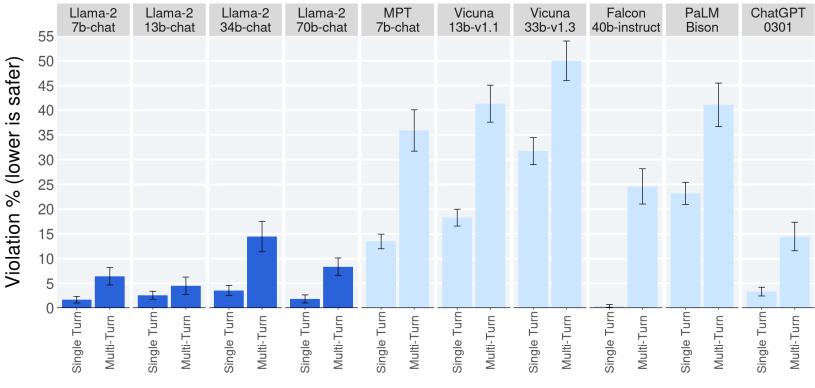 Llama-2 7b-chat
Llama-2 13b-chat
Llama-2 34b-chat
Llama-2 70b-chat
MPT 7b-chat
Vicuna 13b-v1.1
Vicuna 33b-v1.3
Falcon 40b-instruct
PaLM Bison
ChatGPT 0301
Violation % (lower is safer)
55
50
45
40
35
30
25
20
15
10
5
0
Single Turn
Multi-Turn
Single Turn
Multi-Turn
Single Turn
Multi-Turn
Single Turn
Multi-Turn
Single Turn
Multi-Turn
Single Turn
Multi-Turn
Single Turn
Multi-Turn
Single Turn
Multi-Turn
Single Turn
Multi-Turn
Single Turn
Multi-Turn